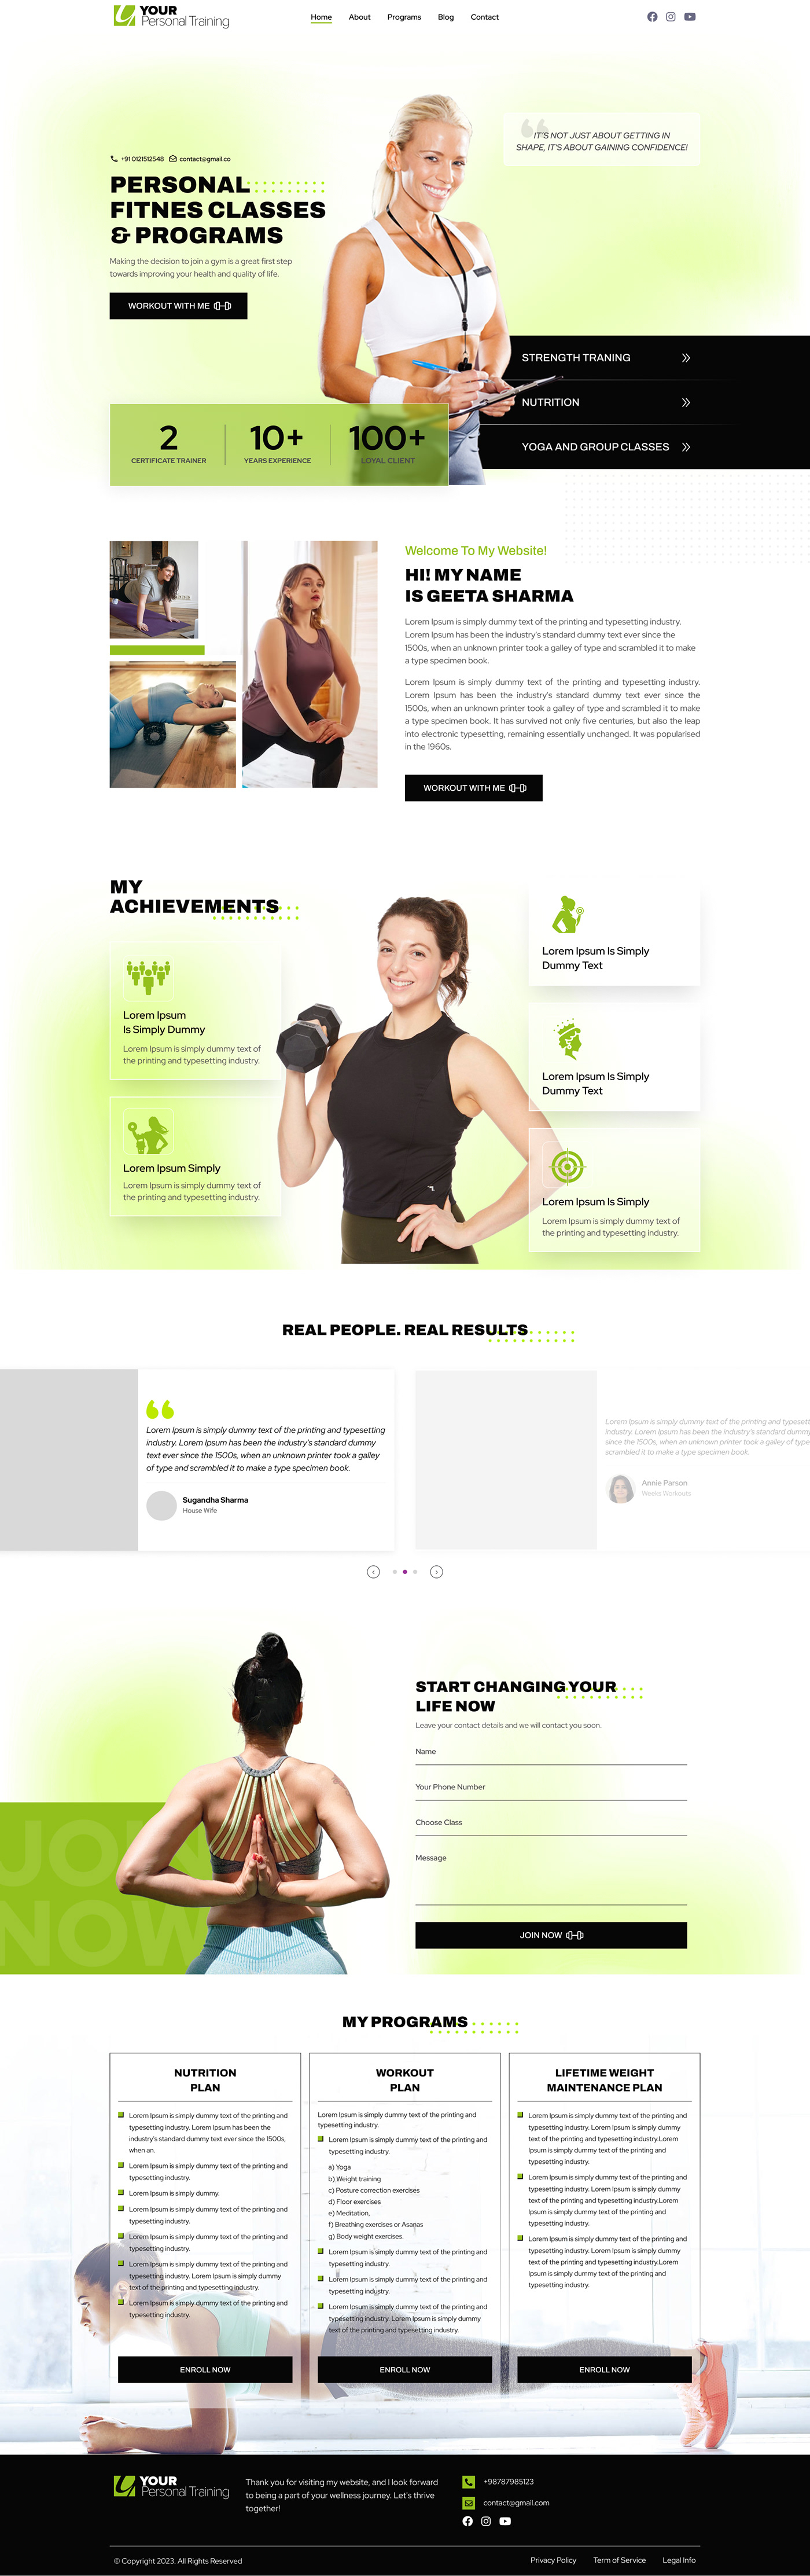 YOUR
Personal Training
Home
About
Programs
Blog
Contact
IT'S NOT JUST ABOUT GETTING IN
SHAPE, IT'S ABOUT GAINING CONFIDENCE!
+91 0121512548
contact@gmail.co
PERSONAL
FITNES CLASSES
& PROGRAMS
Making the decision to join a gym is a great first step
towards improving your health and quality of life.
WORKOUT WITH ME
STRENGTH TRANING
NUTRITION
YOGA AND GROUP CLASSES
2
CERTIFICATE TRAINER
10+
YEARS EXPERIENCE
100+
LOYAL CLIENT
Welcome To My Website!
HI! MY NAME
IS GEETA SHARMA
Lorem Ipsum is simply dummy text of the printing and typesetting industry.
Lorem Ipsum has been the industry's standard dummy text ever since the
1500s, when an unknown printer took a galley of type and scrambled it to make
a type specimen book.
Lorem Ipsum is simply dummy text of the printing and typesetting industry.
Lorem Ipsum has been the industry's standard dummy text ever since the
1500s, when an unknown printer took a galley of type and scrambled it to make
a type specimen book. It has survived not only five centuries, but also the leap
into electronic typesetting, remaining essentially unchanged. It was popularised
in the 1960s.
WORKOUT WITH ME
MY
ACHIEVEMENTS
Lorem Ipsum
Is Simply Dummy
Lorem Ipsum is simply dummy text of
the printing and typesetting industry.
Lorem Ipsum Simply
Lorem Ipsum is simply dummy text of
the printing and typesetting industry.
Lorem Ipsum Is Simply
Dummy Text
Lorem Ipsum Is Simply
Dummy Text
Lorem Ipsum Is Simply
Lorem Ipsum is simply dummy text of
the printing and typesetting industry.
REAL PEOPLE. REAL RESULTS
Lorem Ipsum is simply dummy text of the printing and typesetting
industry. Lorem Ipsum has been the industry's standard dummy
text ever since the 1500s, when an unknown printer took a galley
of type and scrambled it to make a type specimen book.
Sugandha Sharma
House Wife
Lorem Ipsum is simply dummy text of the printing and typesett
industry. Lorem Ipsum has been the industry's standard dummy
since the 1500s, when an unknown printer took a galley of type
scrambled it to make a type specimen book.
Annie Parson
Weeks Workouts
JOIN
NOW
START CHANGING YOUR
LIFE NOW
Leave your contact details and we will contact you soon.
Name
Your Phone Number
Choose Class
Message
JOIN NOW
MY PROGRAMS
NUTRITION
PLAN
Lorem Ipsum is simply dummy text of the printing and
typesetting industry. Lorem Ipsum has been the
industry's standard dummy text ever since the 1500s,
when an.
Lorem Ipsum is simply dummy text of the printing and
typesetting industry.
Lorem Ipsum is simply dummy.
Lorem Ipsum is simply dummy text of the printing and
typesetting industry.
Lorem Ipsum is simply dummy text of the printing and
typesetting industry.
Lorem Ipsum is simply dummy text of the printing and
typesetting industry. Lorem Ipsum is simply dummy
text of the printing and typesetting industry.
Lorem Ipsum is simply dummy text of the printing and
typesetting industry.
ENROLL NOW
WORKOUT
PLAN
Lorem Ipsum is simply dummy text of the printing and
typesetting industry.
Lorem Ipsum is simply dummy text of the printing and
typesetting industry.
a) Yoga
b) Weight training
c) Posture correction exercises
d) Floor exercises
e) Meditation,
f) Breathing exercises or Asanas
g) Body weight exercises.
Lorem Ipsum is simply dummy text of the printing and
typesetting industry.
Lorem Ipsum is simply dummy text of the printing and
typesetting industry.
Lorem Ipsum is simply dummy text of the printing and
typesetting industry. Lorem Ipsum is simply dummy
text of the printing and typesetting industry.
ENROLL NOW
LIFETIME WEIGHT
MAINTENANCE PLAN
Lorem Ipsum is simply dummy text of the printing and
typesetting industry. Lorem Ipsum is simply dummy
text of the printing and typesetting industry.Lorem
Ipsum is simply dummy text of the printing and
typesetting industry.
Lorem Ipsum is simply dummy text of the printing and
typesetting industry. Lorem Ipsum is simply dummy
text of the printing and typesetting industry.Lorem
Ipsum is simply dummy text of the printing and
typesetting industry.
Lorem Ipsum is simply dummy text of the printing and
typesetting industry. Lorem Ipsum is simply dummy
text of the printing and typesetting industry.Lorem
Ipsum is simply dummy text of the printing and
typesetting industry.
ENROLL NOW
YOUR
Personal Training
Thank you for visiting my website, and I look forward
to being a part of your wellness journey. Let's thrive
together!
+98787985123
contact@gmail.com
© Copyright 2023. All Rights Reserved
Privacy Policy
Term of Service
Legal Info